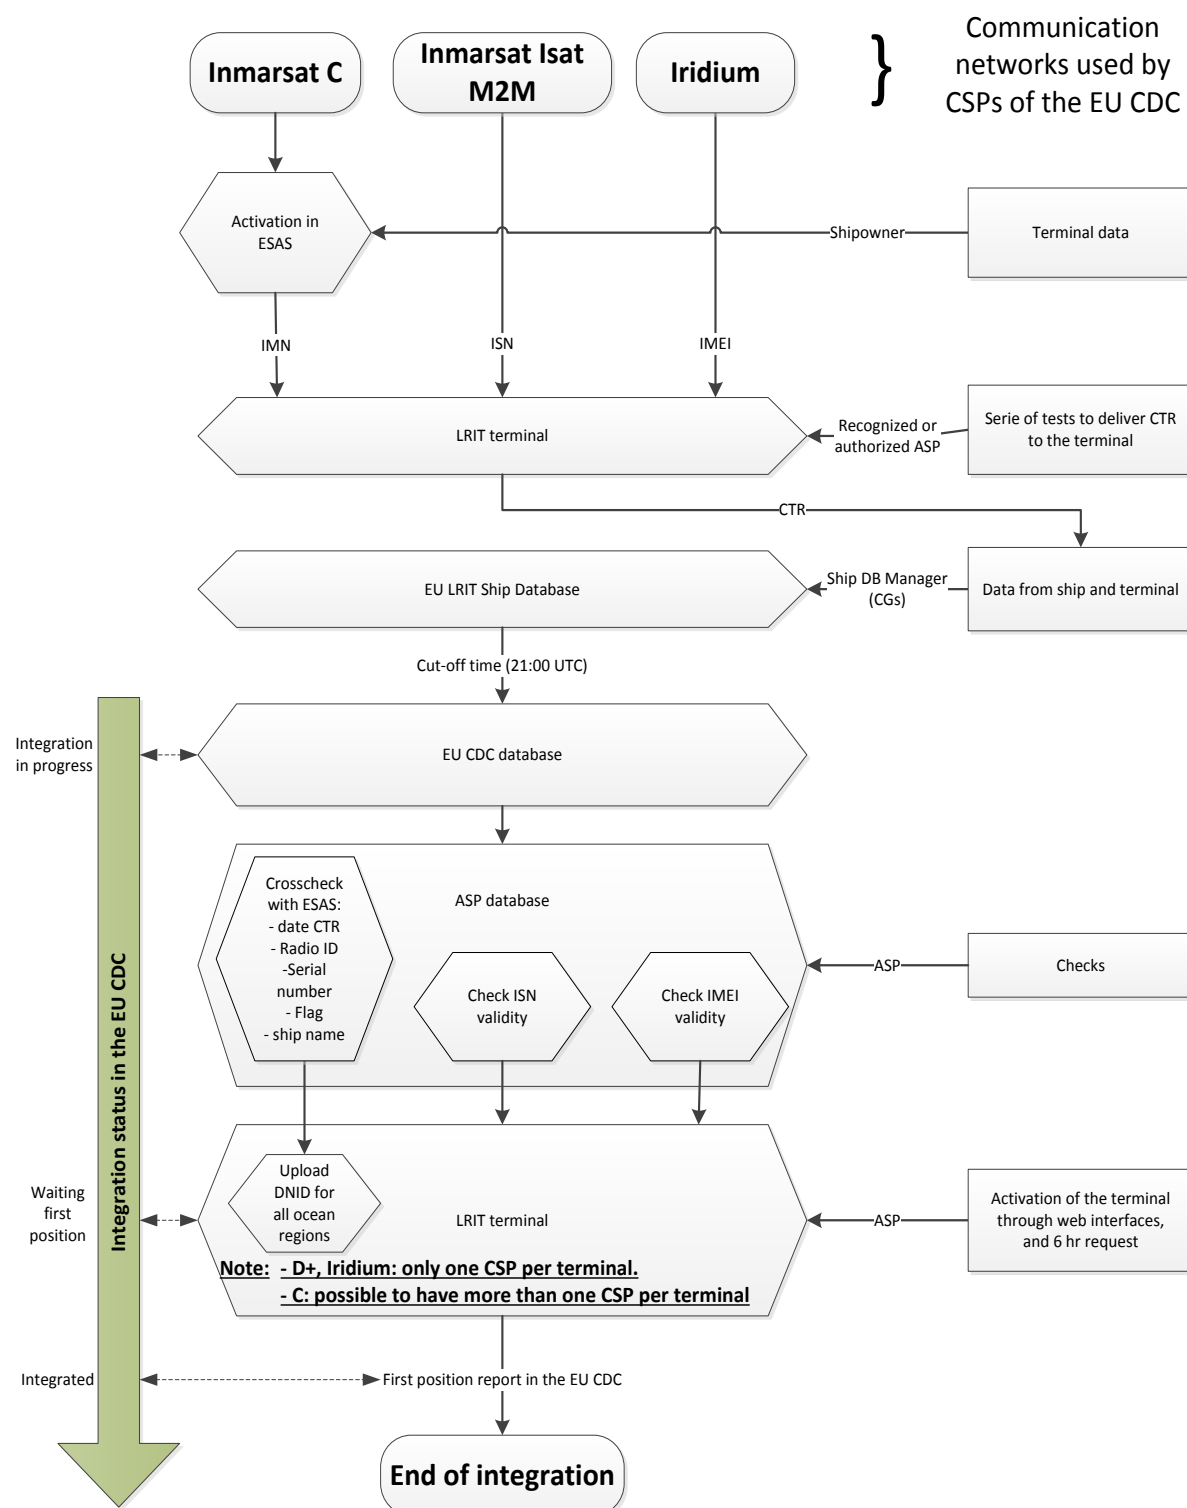 Inmarsat C
Inmarsat Isat
M2M
Iridium
}
Communication
networks used by
CSPs of the EU CDC
Activation in
ESAS
Shipowner
Terminal data
IMN
ISN
IMEI
LRIT terminal
Recognized or
authorized ASP
Serie of tests to deliver CTR
to the terminal
CTR
EU LRIT Ship Database
Ship DB Manager
(CGs)
Data from ship and terminal
Cut-off time (21:00 UTC)
Integration status in the EU CDC
Integration
in progress
EU CDC database
Crosscheck
with ESAS:
- date CTR
- Radio ID
-Serial
number
- Flag
- ship name
ASP database
Check ISN
validity
Check IMEI
validity
ASP
Checks
Waiting
first
position
Upload
DNID for
all ocean
regions
LRIT terminal
ASP
Activation of the terminal
through web interfaces,
and 6 hr request
Note: - D+, Iridium: only one CSP per terminal.
- C: possible to have more than one CSP per terminal
Integrated
First position report in the EU CDC
End of integration